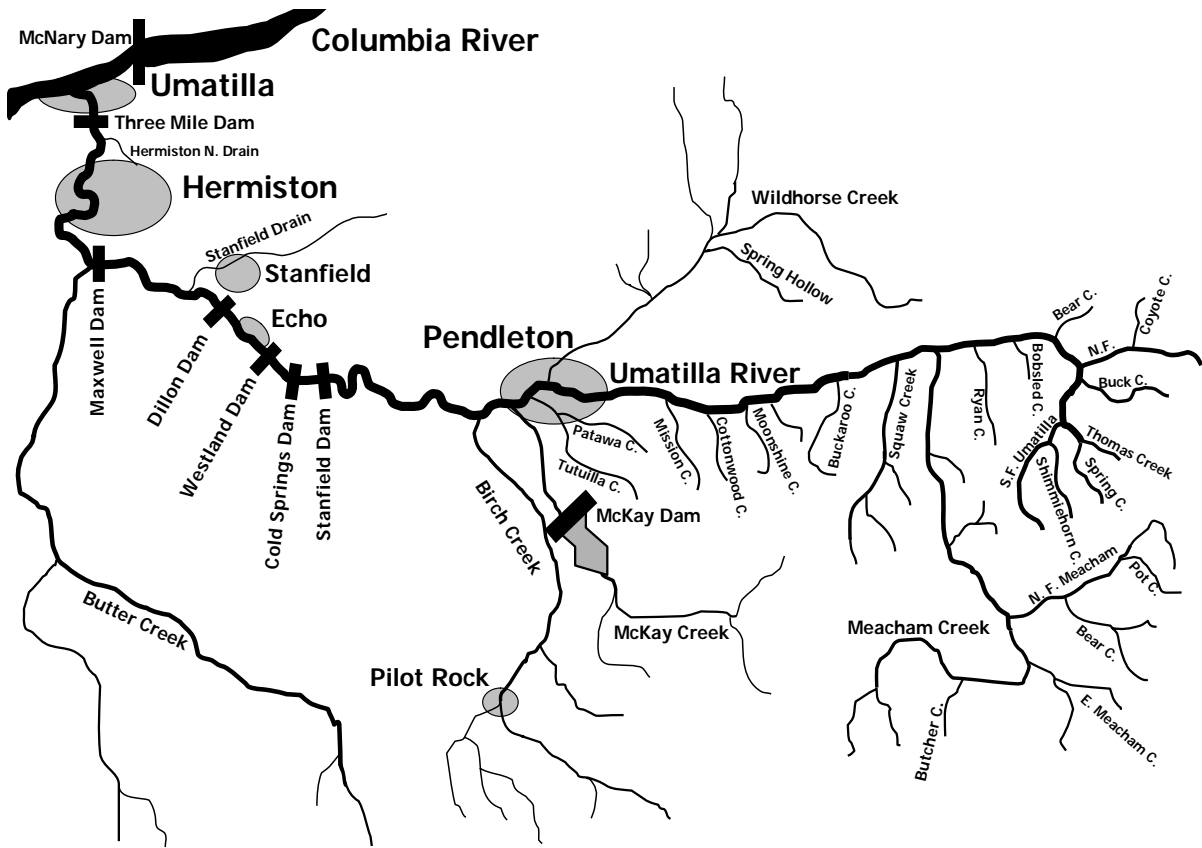 McNary Dam
Columbia River
Umatilla
Three Mile Dam
Hermiston N. Drain
Hermiston
Wildhorse Creek
Stanfield Drain
Spring Hollow
Stanfield
Maxwell Dam
Dillon Dam
Echo
Westland Dam
Cold Springs Dam
Stanfield Dam
Pendleton
Umatilla River
Bear C.
Coyote C.
N.F.
Buck C.
Bobsled C.
Ryan C.
Squaw Creek
Buckaroo C.
Moonshine C.
Cottonwood C.
Mission C.
Patawa C.
Tutuilla C.
S.F. Umatilla
Thomas Creek
Spring C.
Shimmiehorn C.
Birch Creek
McKay Dam
N. F. Meacham
Pot C.
Bear C.
Butter Creek
McKay Creek
Meacham Creek
Pilot Rock
Butcher C.
E. Meacham C.